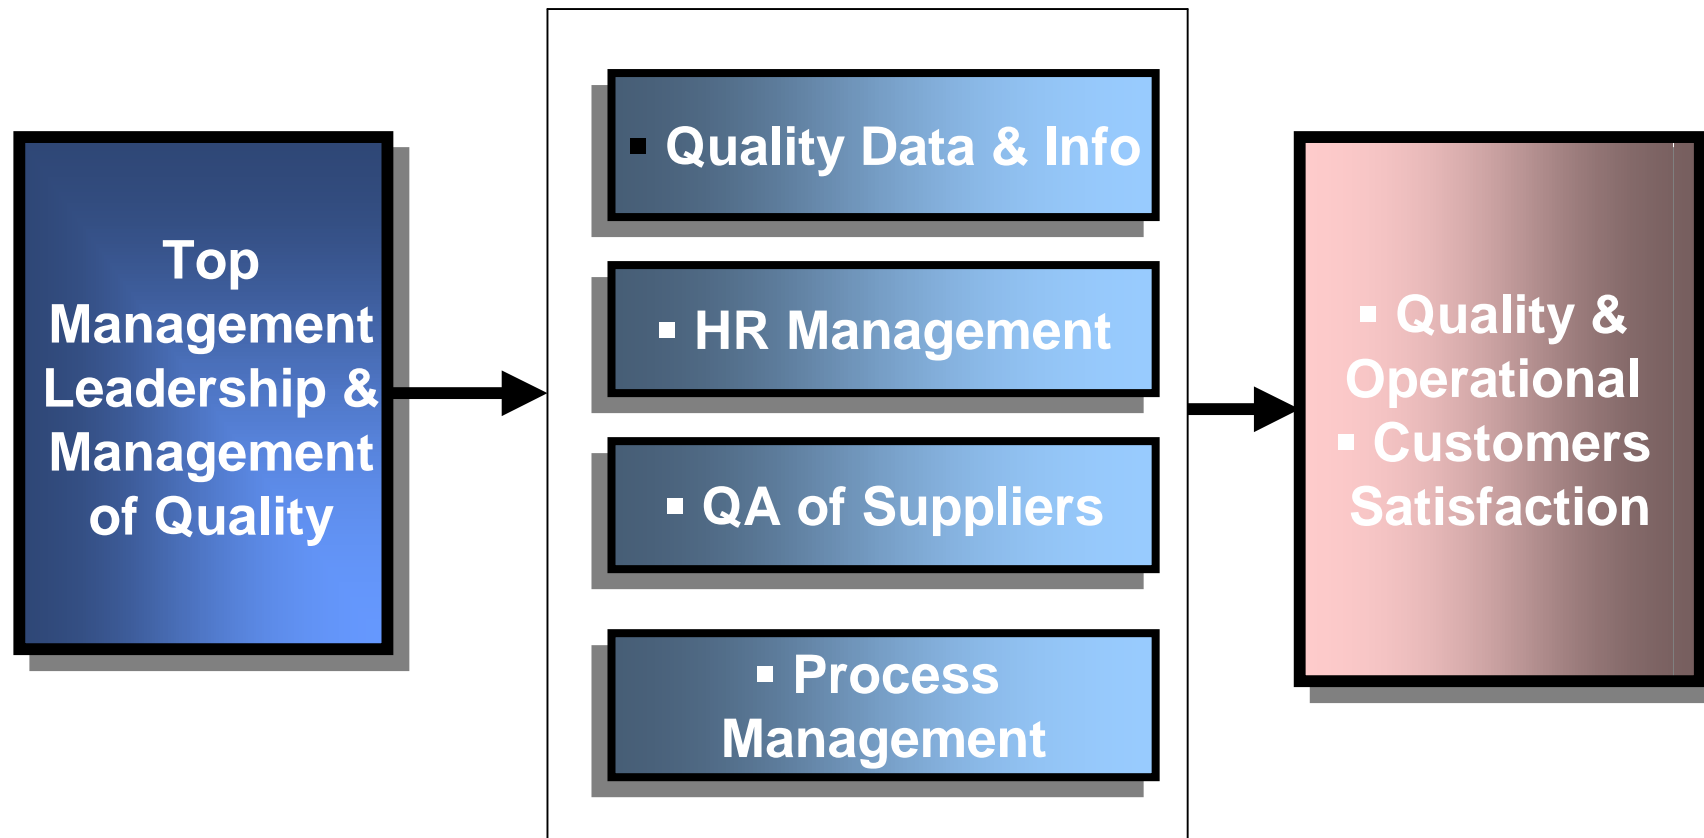 Top
Management
Leadership &
Management
of Quality
▪ Quality Data & Info
▪ HR Management
▪ QA of Suppliers
▪ Process
Management
▪ Quality &
Operational
▪ Customers
Satisfaction